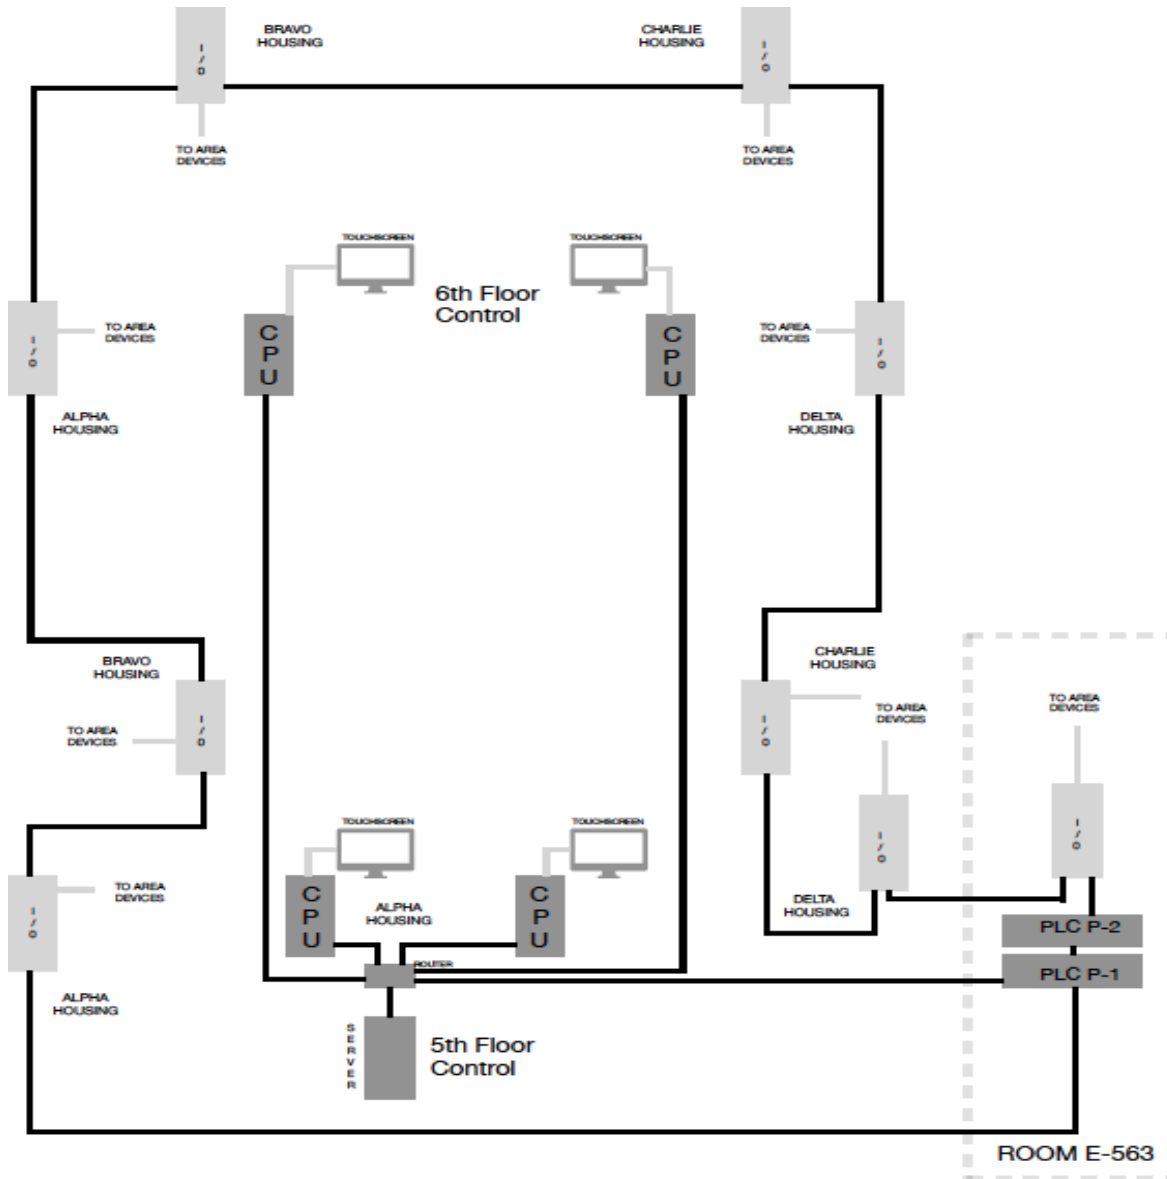 BRAVO
HOUSING
CHARLIE
HOUSING
I/O
I/O
TO AREA
DEVICES
TO AREA
DEVICES
TOUCHSCREEN
TOUCHSCREEN
6th Floor
Control
CPU
CPU
I/O
TO AREA
DEVICES
TO AREA
DEVICES
I/O
ALPHA
HOUSING
DELTA
HOUSING
BRAVO
HOUSING
CHARLIE
HOUSING
I/O
TO AREA
DEVICES
I/O
TO AREA
DEVICES
TO AREA
DEVICES
TOUCHSCREEN
TOUCHSCREEN
I/O
I/O
CPU
CPU
ALPHA
HOUSING
TO AREA
DEVICES
I/O
DELTA
HOUSING
PLC P-2
ROUTER
PLC P-1
ALPHA
HOUSING
SERVER
5th Floor
Control
ROOM E-563